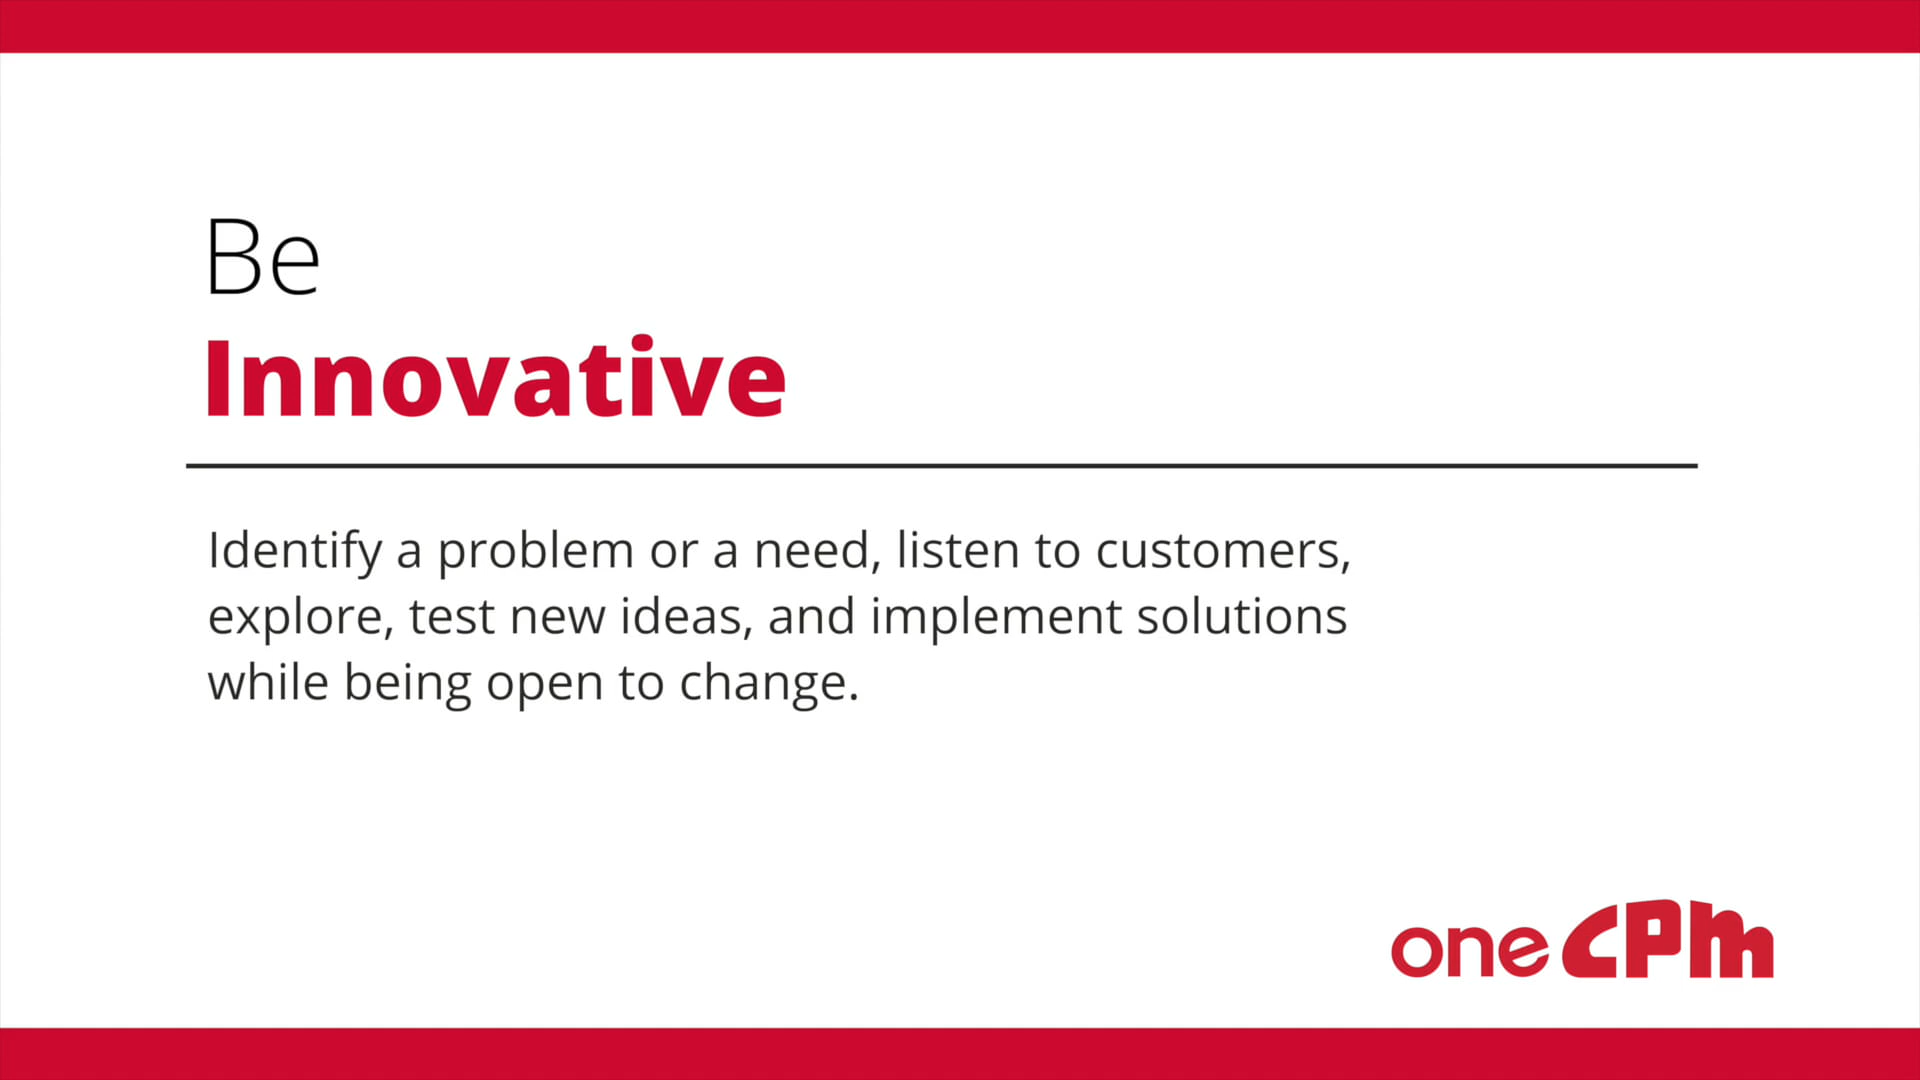 Be
Innovative
Identify a problem or a need, listen to customers,
explore, test new ideas, and implement solutions
while being open to change.
one CPM